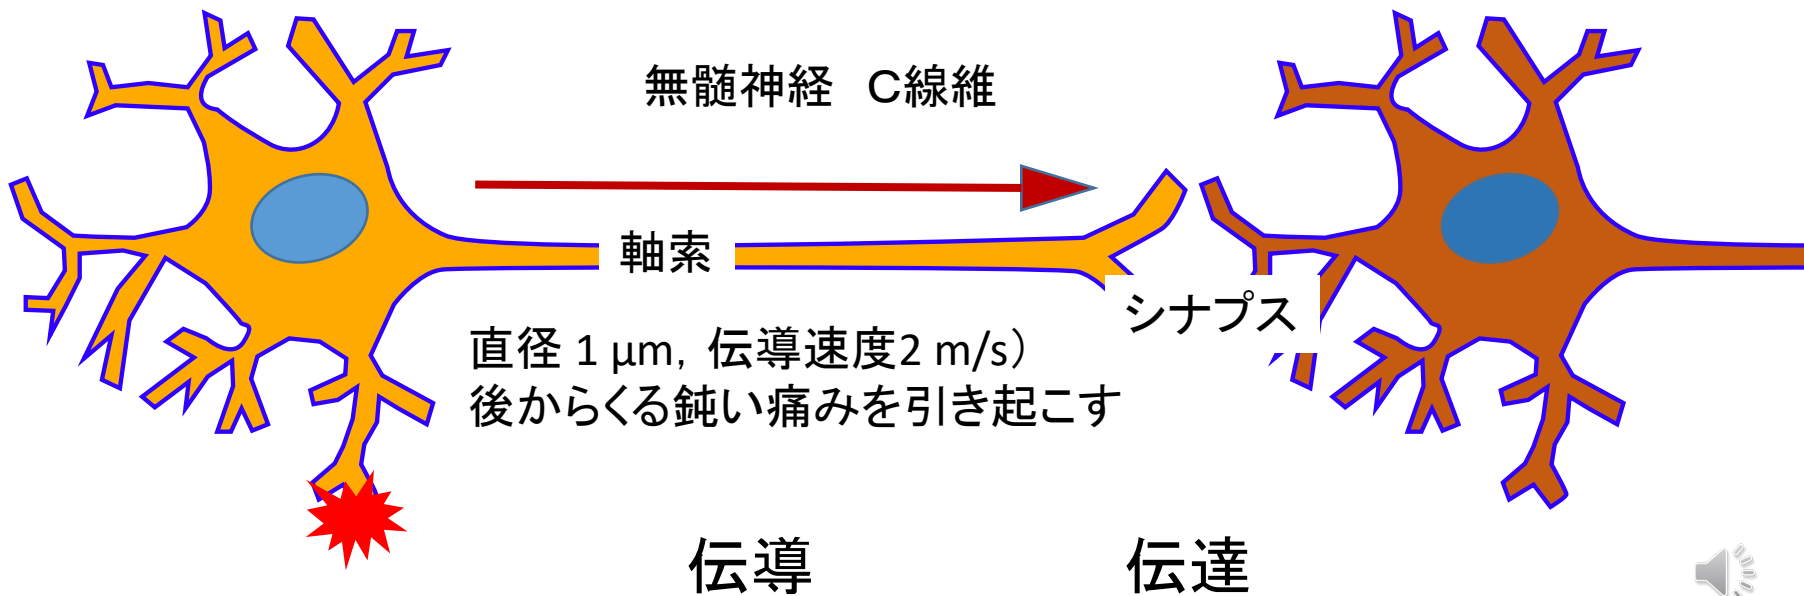 無髄神経　C線維
軸索
シナプス
直径 1 μm, 伝導速度2 m/s）
後からくる鈍い痛みを引き起こす
伝導
伝達